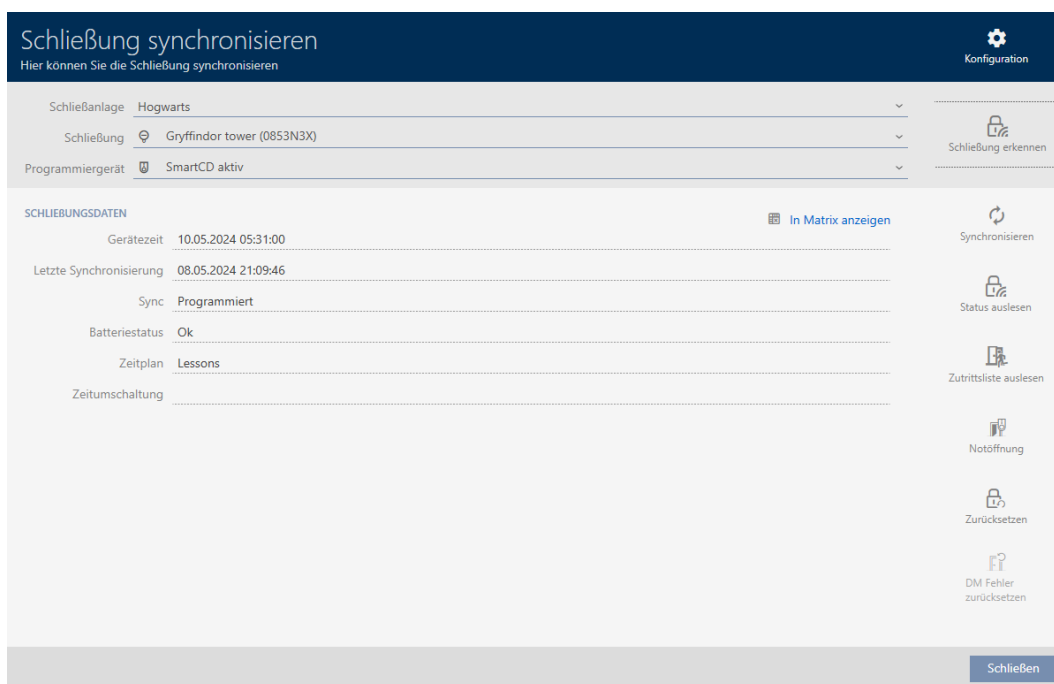 Schließung synchronisieren
Hier können Sie die Schließung synchronisieren
Konfiguration
Schließanlage Hogwarts
Schließung Gryffindor tower (0853N3X)
Programmiergerät SmartCD aktiv
Schließung erkennen
SCHLIEßUNGSDATEN
In Matrix anzeigen
Gerätezeit 10.05.2024 05:31:00
Letzte Synchronisierung 08.05.2024 21:09:46
Sync Programmiert
Batteriestatus Ok
Zeitplan Lessons
Zeitumschaltung
Synchronisieren
Status auslesen
Zutrittsliste auslesen
Notöffnung
Zurücksetzen
DM Fehler
zurücksetzen
Schließen